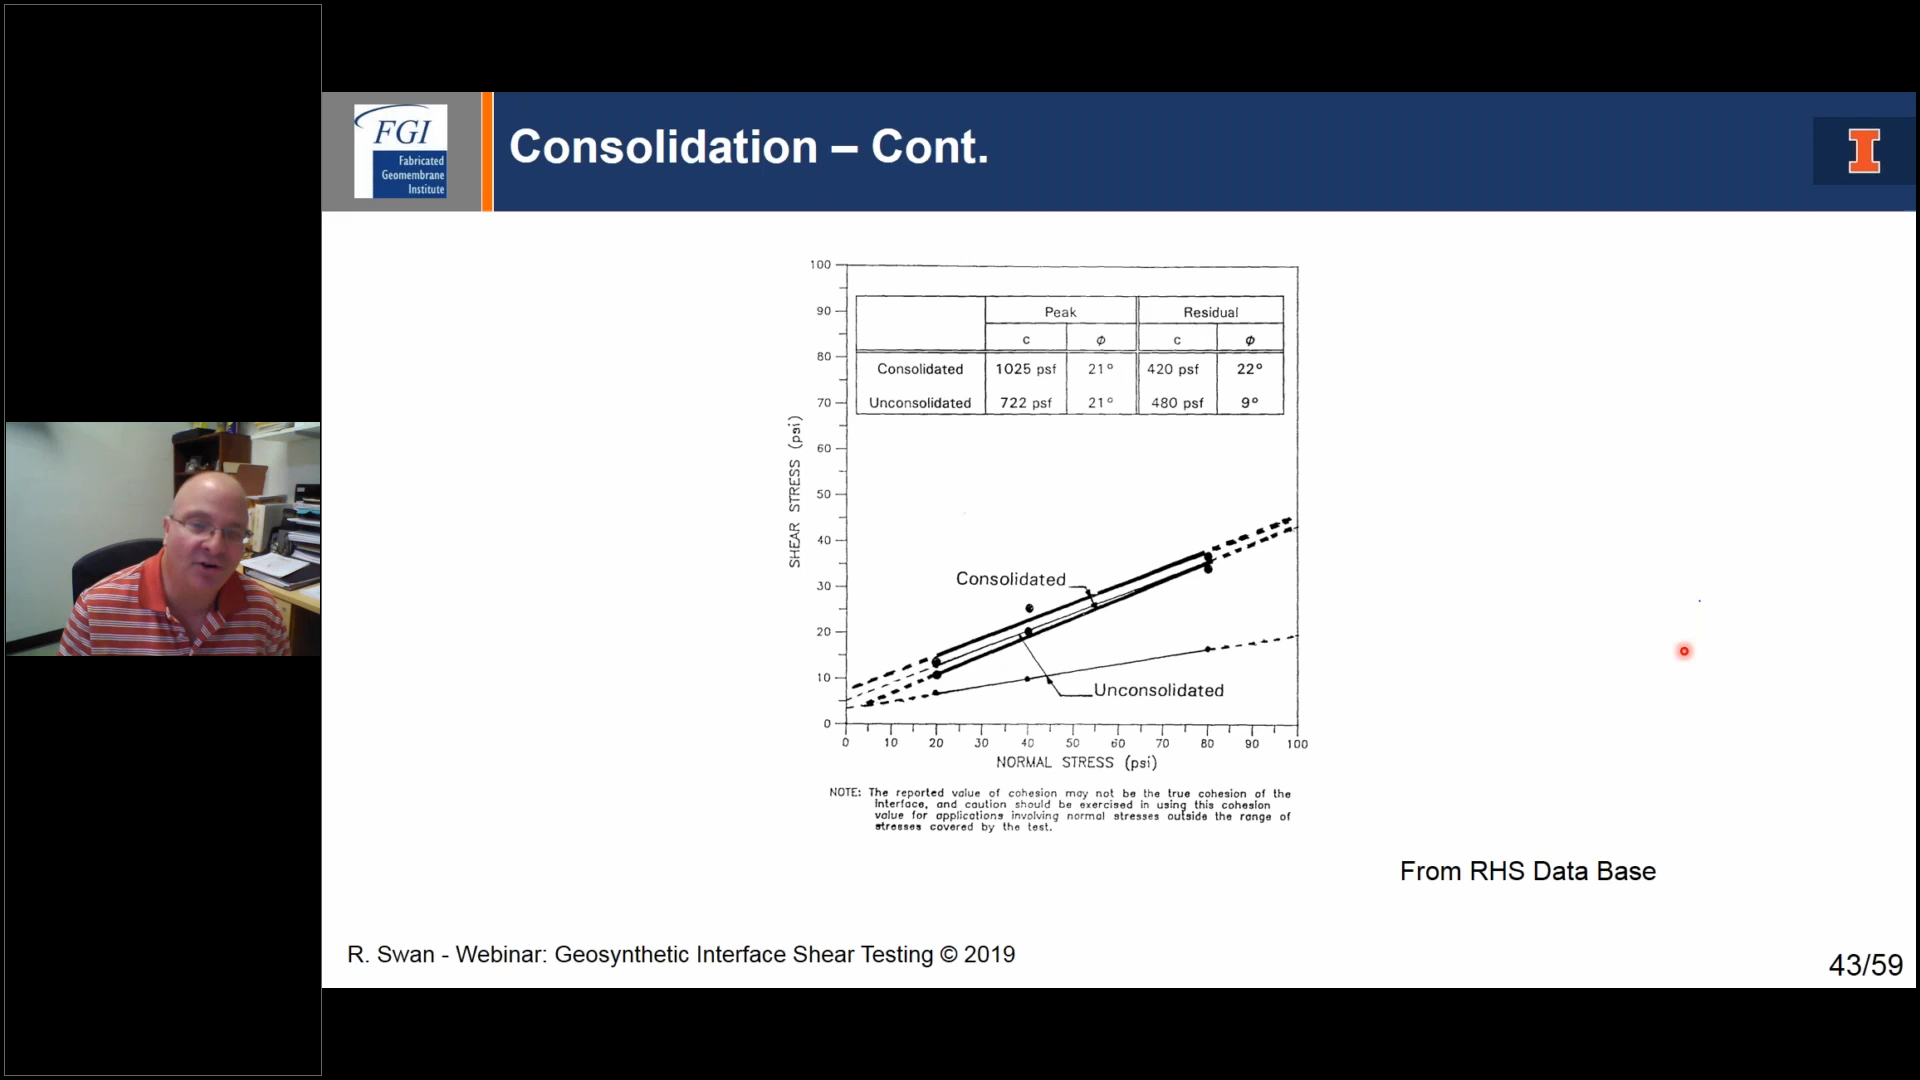 FGI
Fabricated
Geomembrane
Institute
Consolidation – Cont.
I
100
90
80
70
60
50
40
30
20
10
0
SHEAR STRESS (psi)
Peak Residual
c φ c φ
Consolidated 1025 psf 21° 420 psf 22°
Unconsolidated 722 psf 21° 480 psf 9°
Consolidated
Unconsolidated
0 10 20 30 40 50 60 70 80 90 100
NORMAL STRESS (psi)
NOTE: The reported value of cohesion may not be the true cohesion of the
interface, and caution should be exercised in using this cohesion
value for applications involving normal stresses outside the range of
stresses covered by the test.
From RHS Data Base
R. Swan - Webinar: Geosynthetic Interface Shear Testing © 2019
43/59